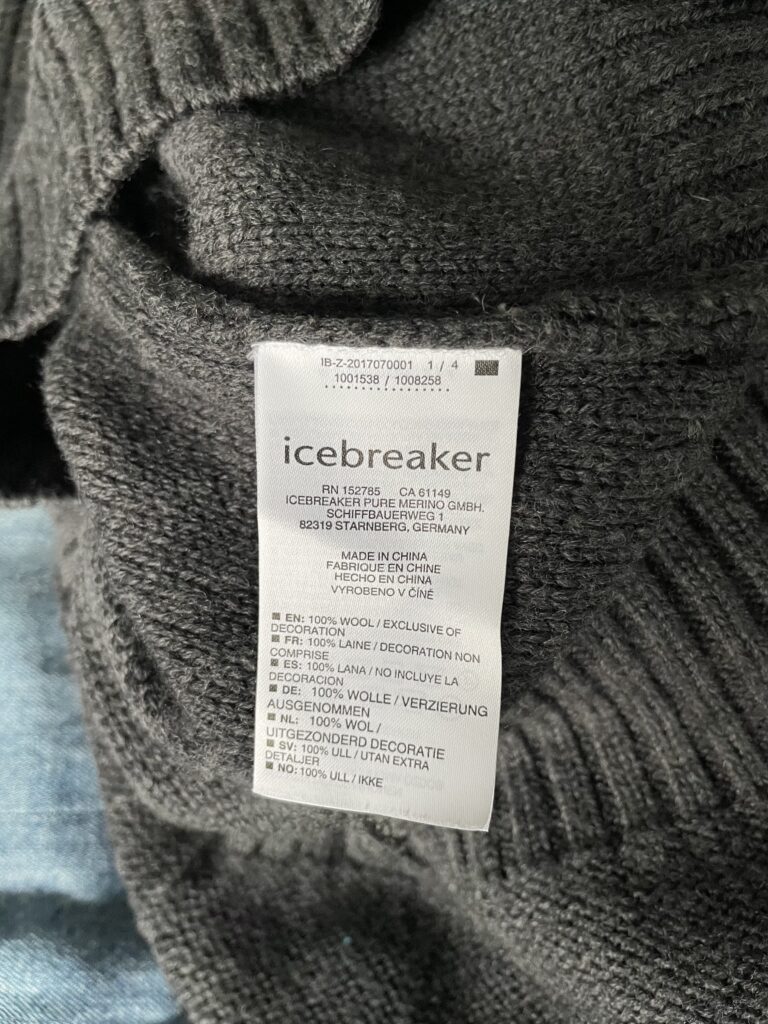 IB-Z-2017070001 1 / 4
1001538 / 1008258
icebreaker
RN 152785 CA 61149
ICEBREAKER PURE MERINO GMBH.
SCHIFFBAUERWEG 1
82319 STARNBERG, GERMANY
MADE IN CHINA
FABRIQUE EN CHINE
HECHO EN CHINA
VYROBENO V ČÍNĚ
EN: 100% WOOL / EXCLUSIVE OF
DECORATION
FR: 100% LAINE / DECORATION NON
COMPRISE
ES: 100% LANA / NO INCLUYE LA
DECORACION
DE: 100% WOLLE / VERZIERUNG
AUSGENOMMEN
NL: 100% WOL /
UITGEZONDERD DECORATIE
SV: 100% ULL / UTAN EXTRA
DETALJER
NO: 100% ULL / IKKE